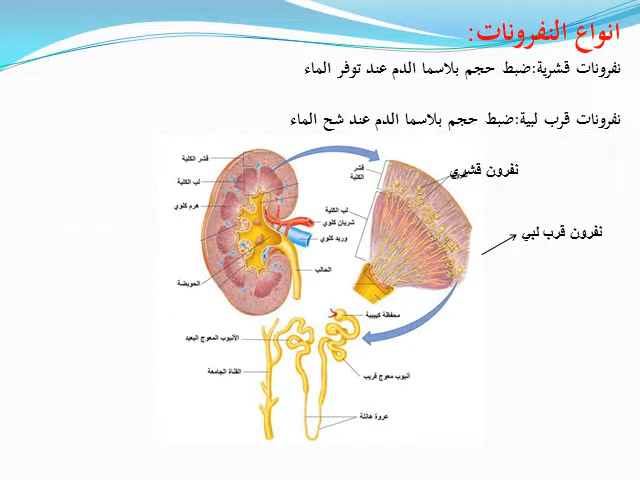 انواع النفرونات:
نفرونات قشرية:ضبط حجم بلاسما الدم عند توفر الماء
نفرونات قرب لبية:ضبط حجم بلاسما الدم عند شح الماء
قشر الكلية
لب الكلية
هرم كلوي
شريان كلوي
وريد كلوي
الحالب
الحويضة
قشر
الكلية
لب الكلية
نفرون قشري
نفرون قرب لبي
محفظة كبيبية
الأنبوب المعوج البعيد
القناة الجامعة
أنبوب معوج قريب
عروة هانلة